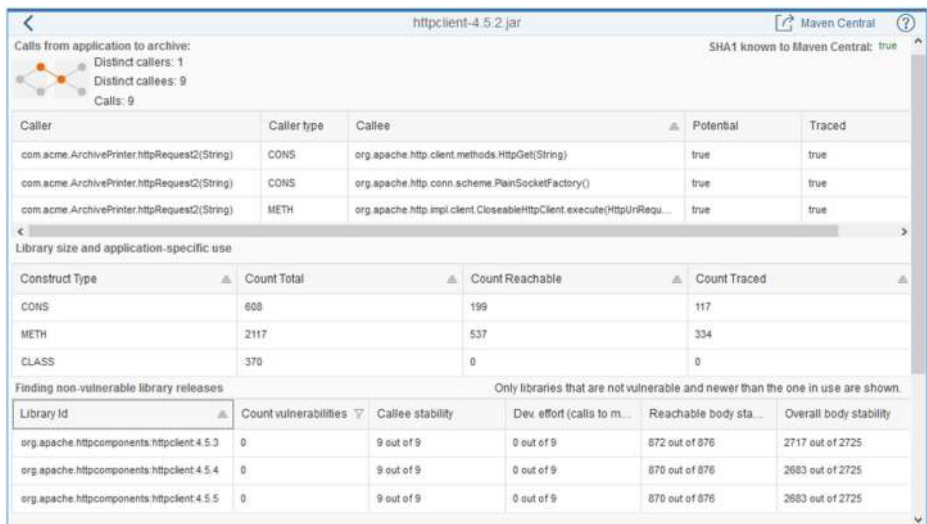 httpclient-4.5.2.jar
Maven Central
Calls from application to archive:
SHA1 known to Maven Central: true
Distinct callers: 1
Distinct callees: 9
Calls: 9
Caller Caller type Callee Potential Traced
com.acme.ArchivePrinter.httpRequest2(String) CONS org.apache.http.client.methods.HttpGet(String) true true
com.acme.ArchivePrinter.httpRequest2(String) CONS org.apache.http.conn.scheme.PlainSocketFactory() true true
com.acme.ArchivePrinter.httpRequest2(String) METH org.apache.http.impl.client.CloseableHttpClient.execute(HttpUriRequ... true true
Library size and application-specific use
Construct Type Count Total Count Reachable Count Traced
CONS 608 199 117
METH 2117 537 334
CLASS 370 0 0
Finding non-vulnerable library releases Only libraries that are not vulnerable and newer than the one in use are shown.
Library Id Count vulnerabilities Callee stability Dev. effort (calls to m... Reachable body sta... Overall body stability
org.apache.httpcomponents:httpclient:4.5.3 0 9 out of 9 0 out of 9 872 out of 876 2717 out of 2725
org.apache.httpcomponents:httpclient:4.5.4 0 9 out of 9 0 out of 9 870 out of 876 2683 out of 2725
org.apache.httpcomponents:httpclient:4.5.5 0 9 out of 9 0 out of 9 870 out of 876 2683 out of 2725